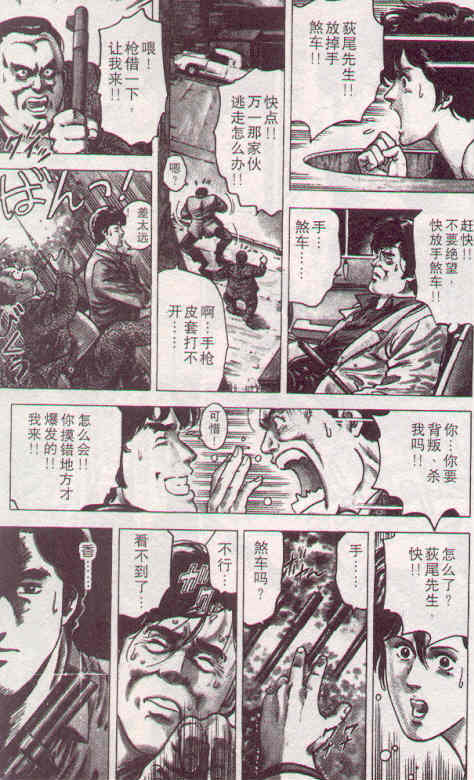 荻尾先生!!
放掉手
煞车!!
快点!!
万一那家伙
逃走怎么办!!
嗯?
喂!
枪借一下,
让我来!!
赶快!!
不要绝望,
快放手煞车!!
手…
煞车……
啊…手枪
皮套打不
开……
差太远
ばんっ!
びくっ
你…你要
背叛、杀
我吗!!
可惜!
怎么会!!
你摸错地方才
爆发的!!
我来!!
怎么了?
荻尾先生,
快!!
手…
煞车吗?
不行…
看不到了…
香……